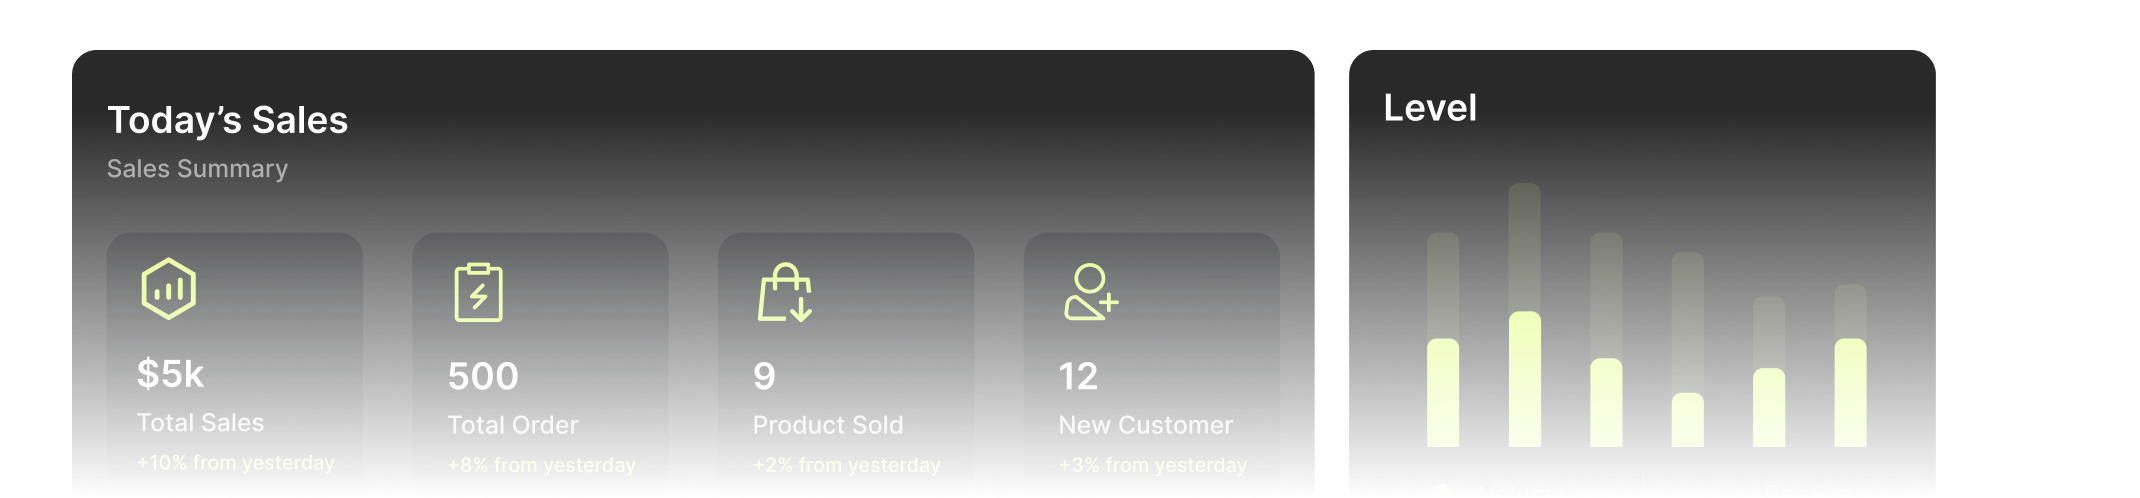 Today’s Sales
Sales Summary
$5k
Total Sales
+10% from yesterday
500
Total Order
+8% from yesterday
9
Product Sold
+2% from yesterday
12
New Customer
+3% from yesterday
Level